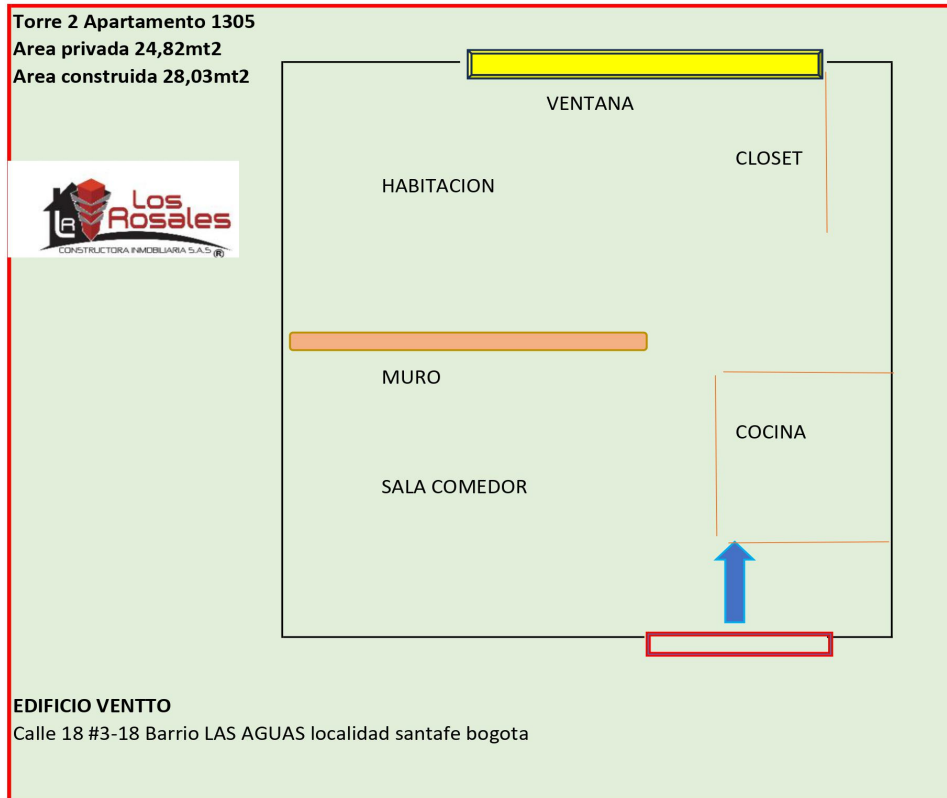 Torre 2 Apartamento 1305
Area privada 24,82mt2
Area construida 28,03mt2
VENTANA
CLOSET
HABITACION
LR
Los
Rosales
CONSTRUCTORA INMOBILIARIA S.A.S ®
MURO
COCINA
SALA COMEDOR
EDIFICIO VENTTO
Calle 18 #3-18 Barrio LAS AGUAS localidad santafe bogota